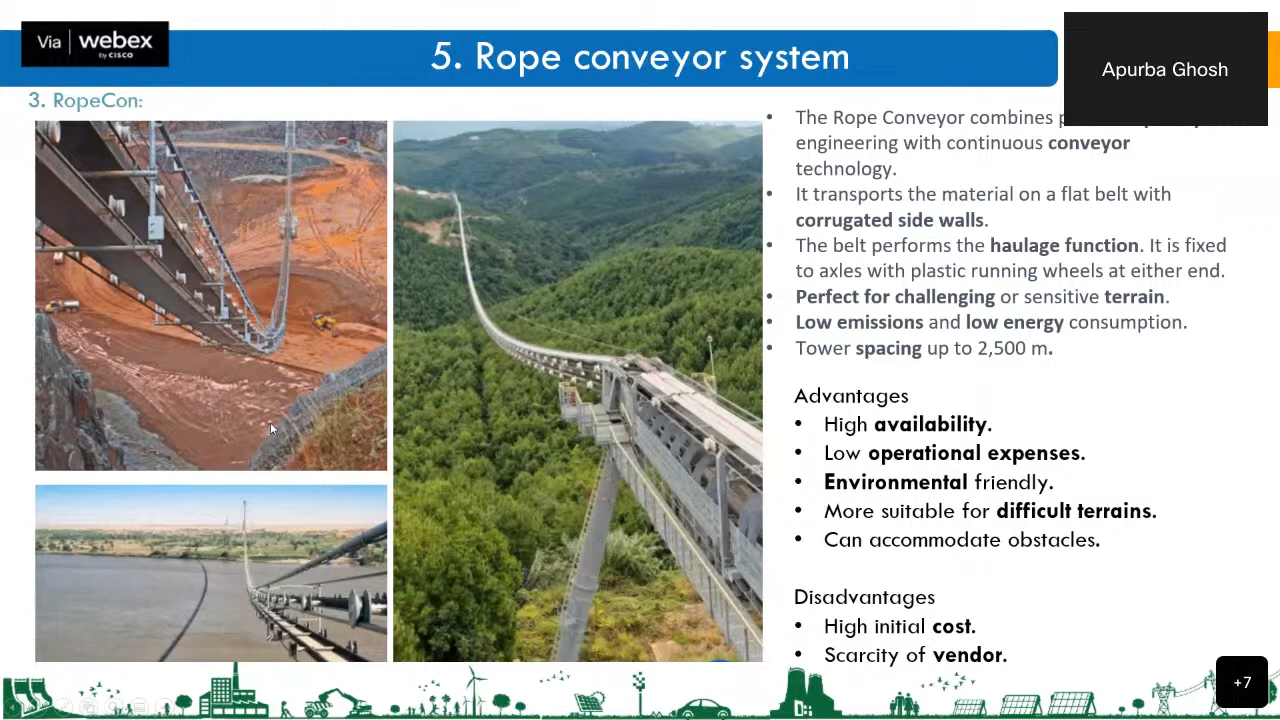 Via webex
by CISCO
5. Rope conveyor system
Apurba Ghosh
3. RopeCon:
• The Rope Conveyor combines
engineering with continuous conveyor
technology.
• It transports the material on a flat belt with
corrugated side walls.
• The belt performs the haulage function. It is fixed
to axles with plastic running wheels at either end.
• Perfect for challenging or sensitive terrain.
• Low emissions and low energy consumption.
• Tower spacing up to 2,500 m.
Advantages
• High availability.
• Low operational expenses.
• Environmental friendly.
• More suitable for difficult terrains.
• Can accommodate obstacles.
Disadvantages
• High initial cost.
• Scarcity of vendor.
+7